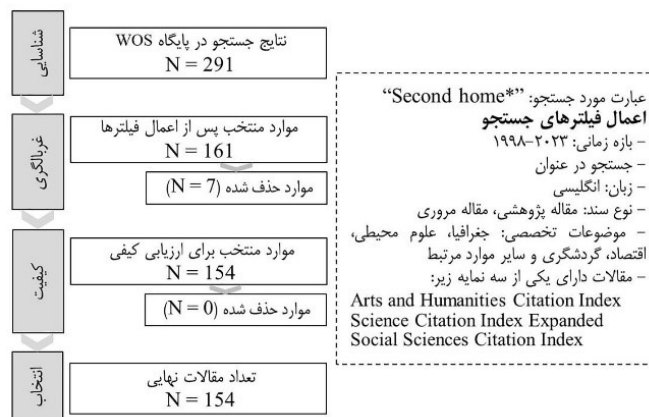 شناسایی
نتایج جستجو در پایگاه WOS
N = 291
غربالگری
موارد منتخب پس از اعمال فیلترها
N = 161
موارد حذف شده (N = 7)
کیفیت
موارد منتخب برای ارزیابی کیفی
N = 154
موارد حذف شده (N = 0)
انتخاب
تعداد مقالات نهایی
N = 154
عبارت مورد جستجو: "Second home*”
اعمال فیلترهای جستجو
- بازه زمانی: ۲۰۲۳-۱۹۹۸
- جستجو در عنوان
- زبان: انگلیسی
- نوع سند: مقاله پژوهشی، مقاله مروری
- موضوعات تخصصی: جغرافیا، علوم محیطی،
اقتصاد، گردشگری و سایر موارد مرتبط
- مقالات دارای یکی از سه نمایه زیر:
Arts and Humanities Citation Index
Science Citation Index Expanded
Social Sciences Citation Index